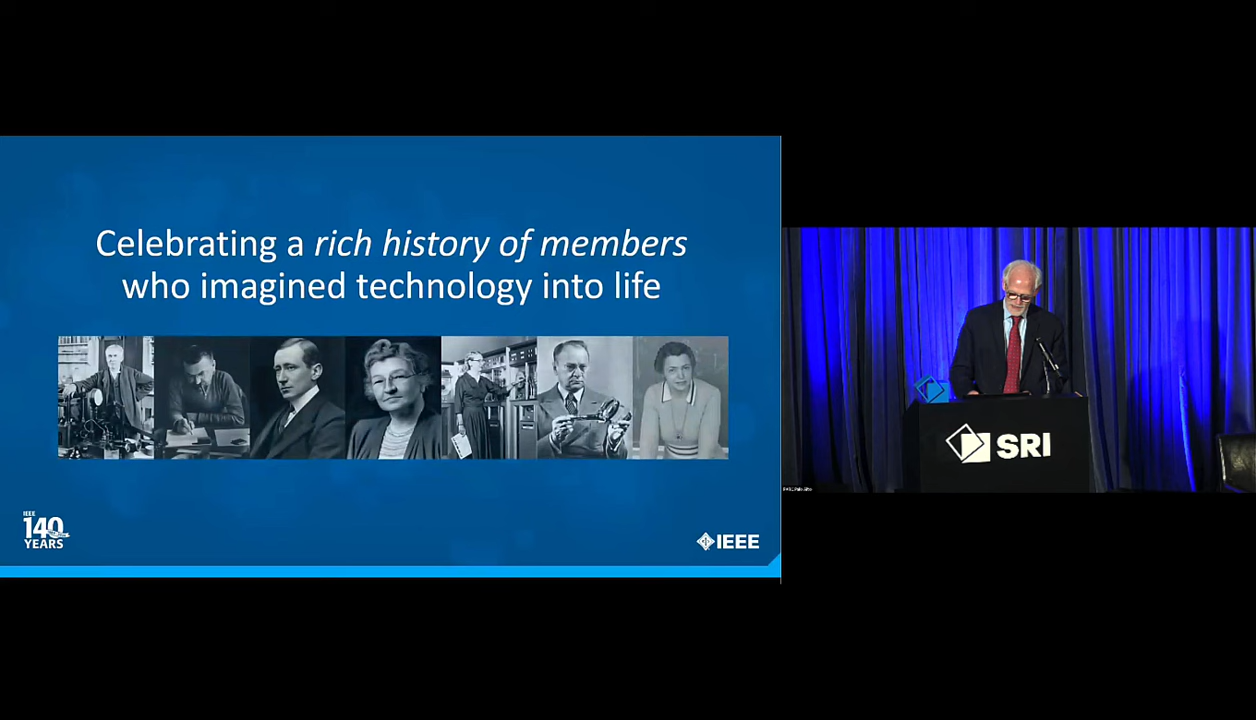 Celebrating a rich history of members
who imagined technology into life
IEEE
140
YEARS
IEEE
SRI